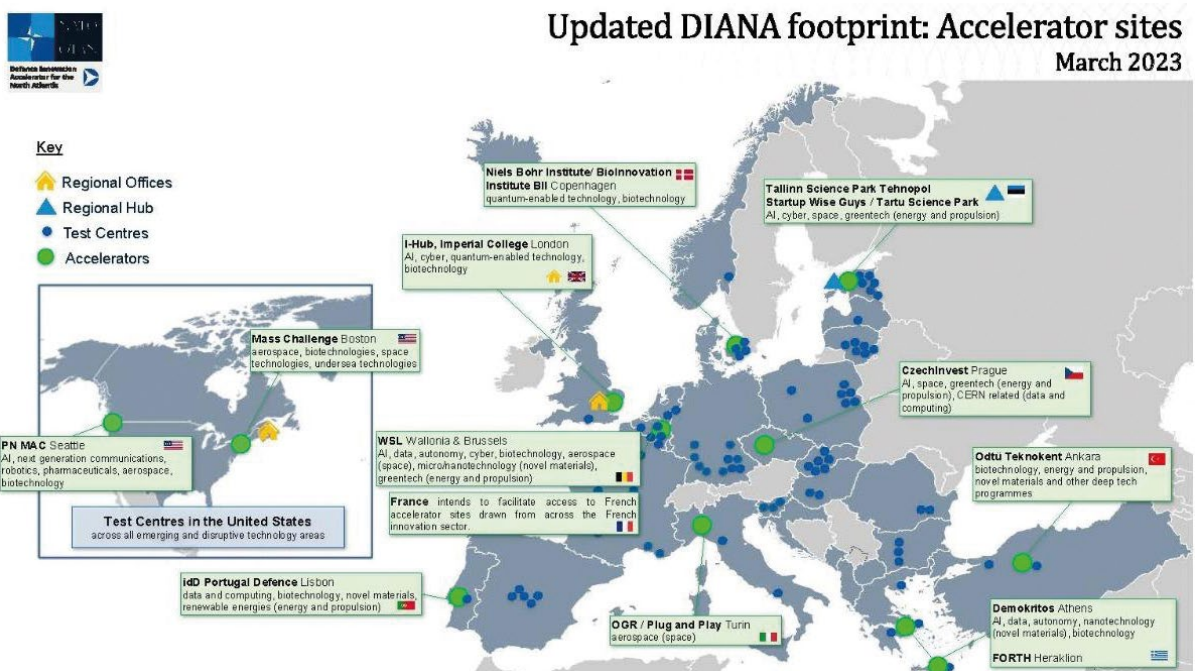 NATO
OTAN
Defence Innovation
Accelerator for the
North Atlantic
Updated DIANA footprint: Accelerator sites
March 2023
Key
Regional Offices
Regional Hub
Test Centres
Accelerators
Niels Bohr Institute/ BioInnovation
Institute BII Copenhagen
quantum-enabled technology, biotechnology
Tallinn Science Park Tehnopol
Startup Wise Guys / Tartu Science Park
AI, cyber, space, greentech (energy and propulsion)
I-Hub, Imperial College London
AI, cyber, quantum-enabled technology,
biotechnology
Mass Challenge Boston
aerospace, biotechnologies, space
technologies, undersea technologies
CzechInvest Prague
AI, space, greentech (energy and
propulsion), CERN related (data and
computing)
PN MAC Seattle
AI, next generation communications,
robotics, pharmaceuticals, aerospace,
biotechnology
WSL Wallonia & Brussels
AI, data, autonomy, cyber, biotechnology, aerospace
(space), micro/nanotechnology (novel materials),
greentech (energy and propulsion)
France intends to facilitate access to French
accelerator sites drawn from across the French
innovation sector.
Odtü Teknokent Ankara
biotechnology, energy and propulsion,
novel materials and other deep tech
programmes
Test Centres in the United States
across all emerging and disruptive technology areas
idD Portugal Defence Lisbon
data and computing, biotechnology, novel materials,
renewable energies (energy and propulsion)
OGR / Plug and Play Turin
aerospace (space)
Demokritos Athens
AI, data, autonomy, nanotechnology
(novel materials), biotechnology
FORTH Heraklion